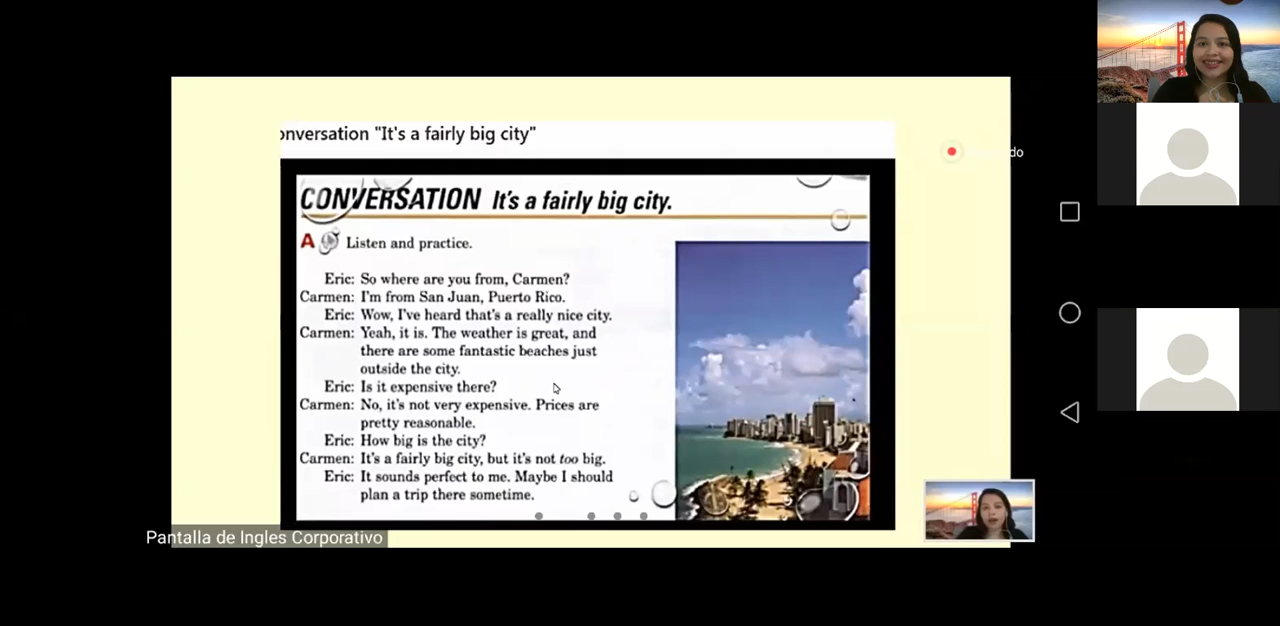 onversation "It's a fairly big city"
CONVERSATION It's a fairly big city.
A Listen and practice.
Eric: So where are you from, Carmen?
Carmen: I'm from San Juan, Puerto Rico.
Eric: Wow, I've heard that's a really nice city.
Carmen: Yeah, it is. The weather is great, and
there are some fantastic beaches just
outside the city.
Eric: Is it expensive there?
Carmen: No, it's not very expensive. Prices are
pretty reasonable.
Eric: How big is the city?
Carmen: It's a fairly big city, but it's not too big.
Eric: It sounds perfect to me. Maybe I should
plan a trip there sometime.
do
Pantalla de Ingles Corporativo